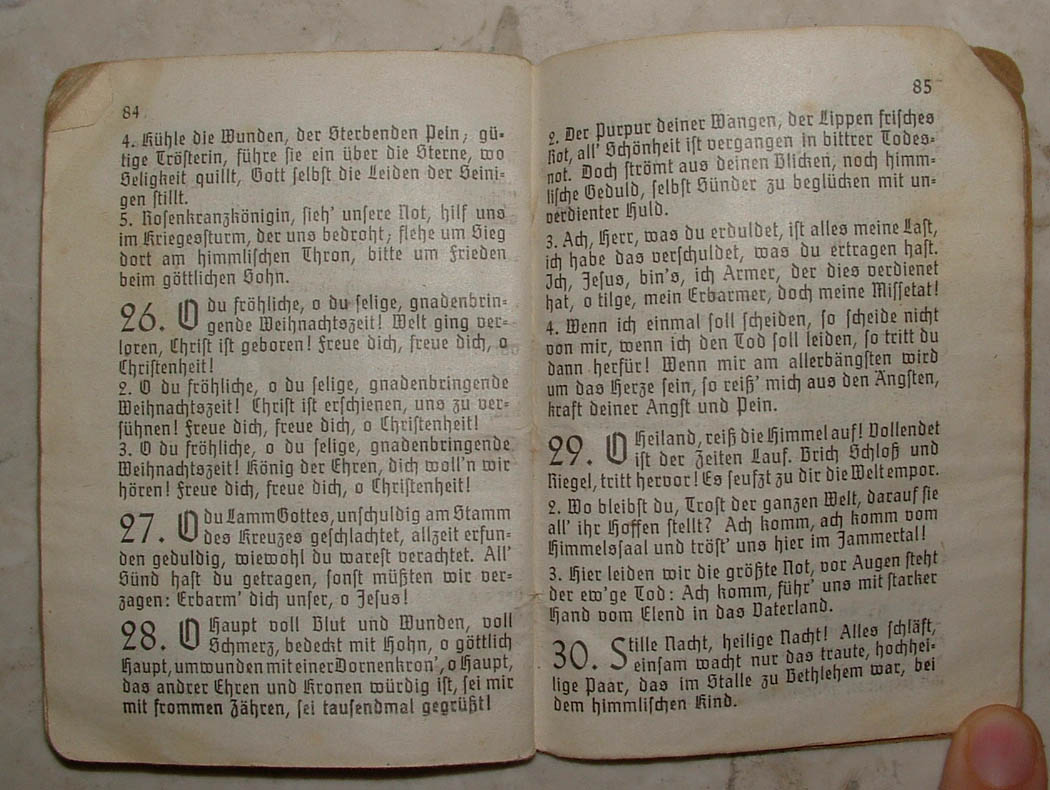 84
4. Kühle die Wunden, der Sterbenden Pein; gü-
tige Trösterin, führe sie ein über die Sterne, wo
Seligkeit quillt, Gott selbst die Leiden der Seini-
gen stillt.
5. Rosenkranzkönigin, sieh' unsere Not, hilf uns
im Kriegessturm, der uns bedroht; flehe um Sieg
dort am himmlischen Thron, bitte um Frieden
beim göttlichen Sohn.
26. O du fröhliche, o du selige, gnadenbrin-
gende Weihnachtszeit! Welt ging ver-
loren, Christ ist geboren! Freue dich, freue dich, o
Christenheit!
2. O du fröhliche, o du selige, gnadenbringende
Weihnachtszeit! Christ ist erschienen, uns zu ver-
sühnen! Freue dich, freue dich, o Christenheit!
3. O du fröhliche, o du selige, gnadenbringende
Weihnachtszeit! König der Ehren, dich woll'n wir
hören! Freue dich, freue dich, o Christenheit!
27. O du Lamm Gottes, unschuldig am Stamm
des Kreuzes geschlachtet, allzeit erfun-
den geduldig, wiewohl du warest verachtet. All'
Sünd hast du getragen, sonst müßten wir ver-
zagen: Erbarm' dich unser, o Jesus!
28. O Haupt voll Blut und Wunden, voll
Schmerz, bedeckt mit Hohn, o göttlich
Haupt, umwunden mit einer Dornenkron', o Haupt,
das andrer Ehren und Kronen würdig ist, sei mir
mit frommen Zähren, sei tausendmal gegrüßt!
85
2. Der Purpur deiner Wangen, der Lippen frisches
Rot, all' Schönheit ist vergangen in bittrer Todes-
not. Doch strömt aus deinen Blicken, noch himm-
lische Geduld, selbst Sünder zu beglücken mit un-
verdienter Huld.
3. Ach, Herr, was du erduldet, ist alles meine Last,
ich habe das verschuldet, was du ertragen hast.
Ich, Jesus, bin's, ich Armer, der dies verdienet
hat, o tilge, mein Erbarmer, doch meine Missetat!
4. Wenn ich einmal soll scheiden, so scheide nicht
von mir, wenn ich den Tod soll leiden, so tritt du
dann herfür! Wenn mir am allerbängsten wird
um das Herze sein, so reiß' mich aus den Ängsten,
kraft deiner Angst und Pein.
29. O Heiland, reiß die Himmel auf! Vollendet
ist der Zeiten Lauf. Brich Schloß und
Riegel, tritt hervor! Es seufzt zu dir die Welt empor.
2. Wo bleibst du, Trost der ganzen Welt, darauf sie
all' ihr Hoffen stellt? Ach komm, ach komm vom
Himmelssaal und tröst' uns hier im Jammertal!
3. Hier leiden wir die größte Not, vor Augen steht
der ew'ge Tod: Ach komm, führ' uns mit starker
Hand vom Elend in das Vaterland.
30. Stille Nacht, heilige Nacht! Alles schläft,
einsam wacht nur das traute, hochhei-
lige Paar, das im Stalle zu Bethlehem war, bei
dem himmlischen Kind.